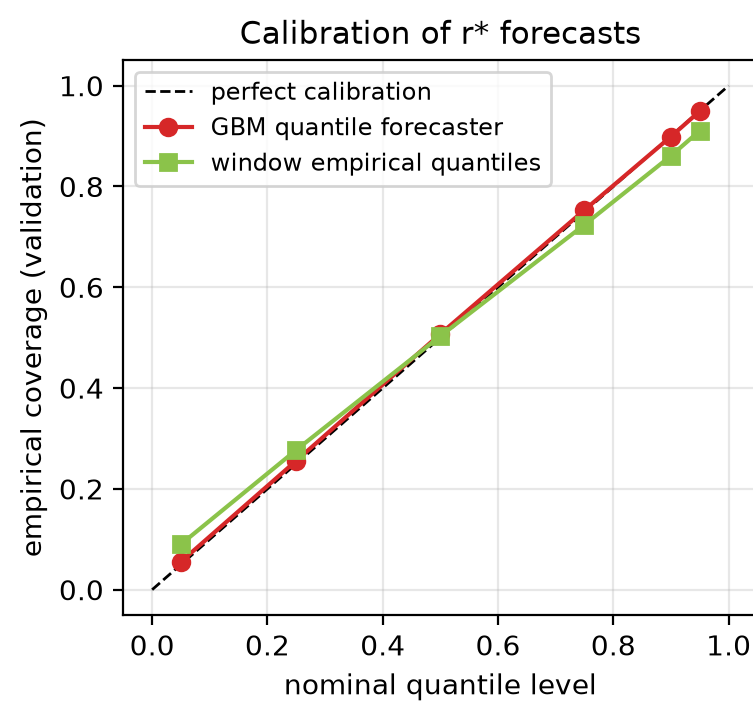 Calibration of r* forecasts
perfect calibration
GBM quantile forecaster
window empirical quantiles
empirical coverage (validation)
1.0
0.8
0.6
0.4
0.2
0.0
0.0 0.2 0.4 0.6 0.8 1.0
nominal quantile level